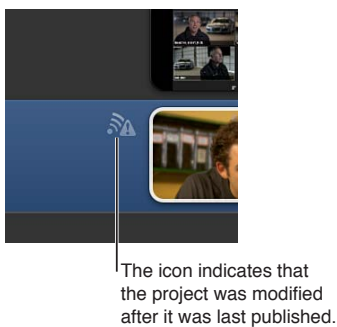 The icon indicates that
the project was modified
after it was last published.